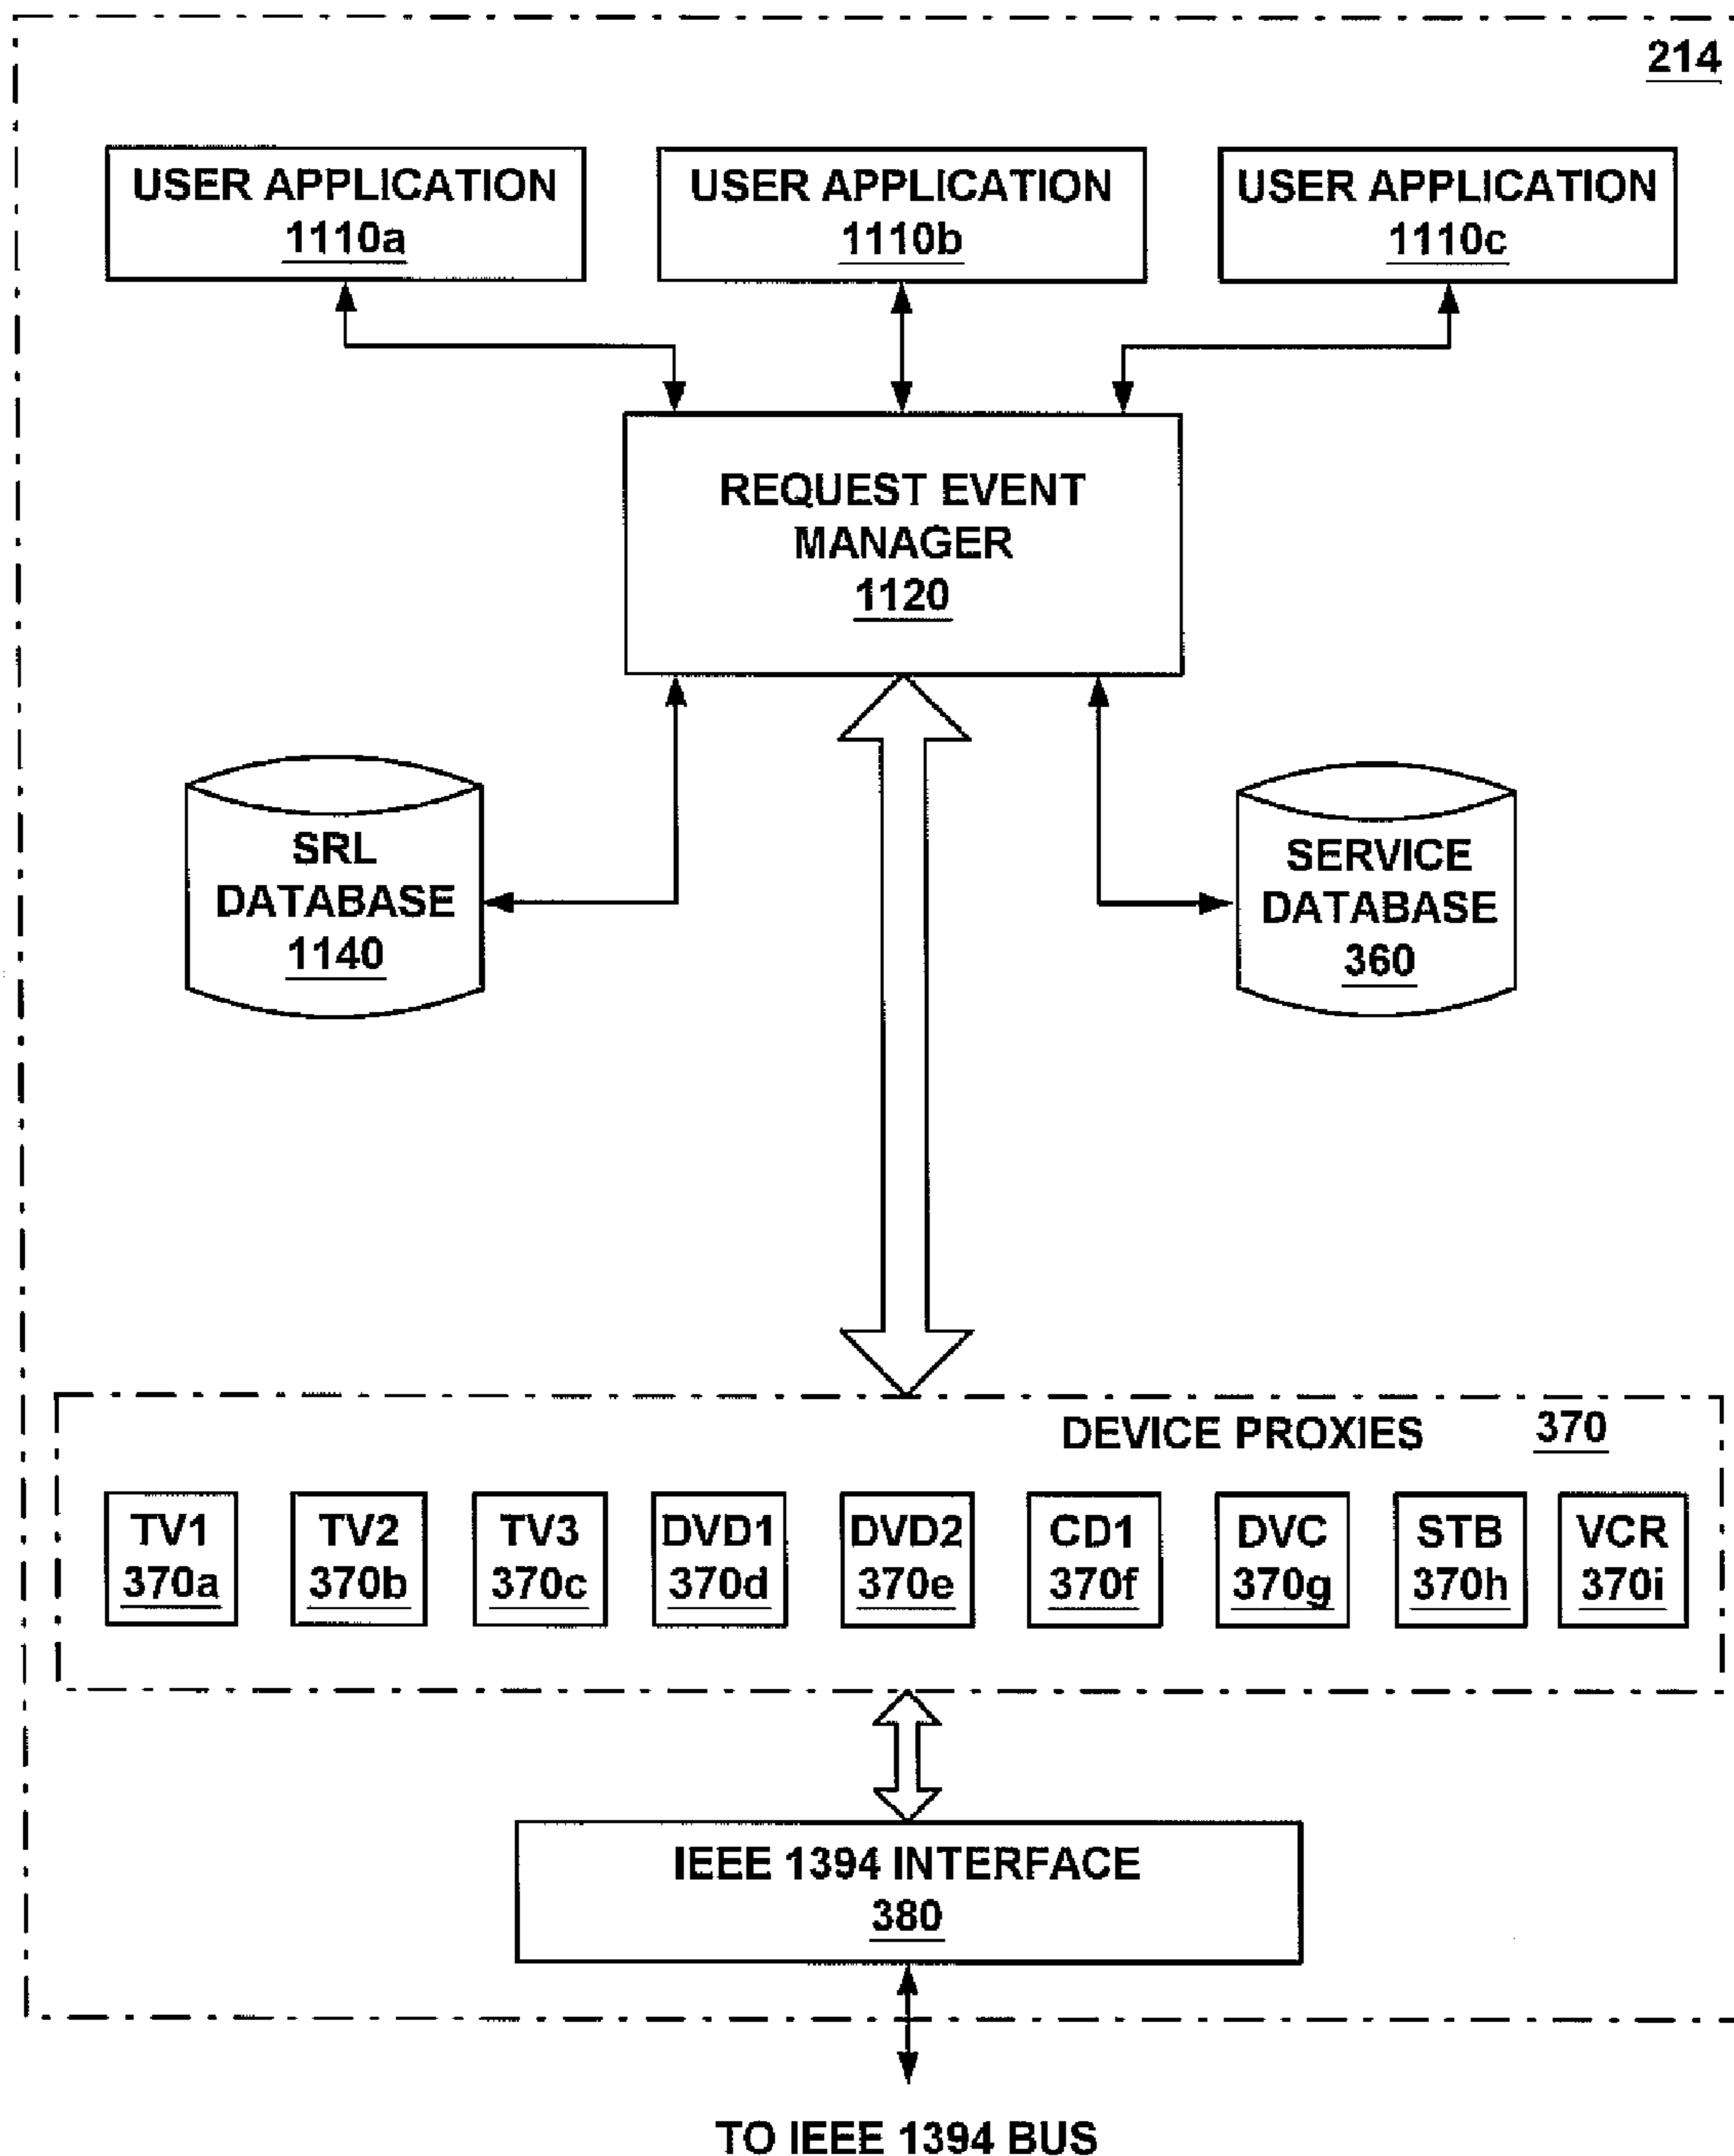 214
USER APPLICATION
1110a
USER APPLICATION
1110b
USER APPLICATION
1110c
REQUEST EVENT
MANAGER
1120
SRL
DATABASE
1140
SERVICE
DATABASE
360
DEVICE PROXIES 370
TV1
370a
TV2
370b
TV3
370c
DVD1
370d
DVD2
370e
CD1
370f
DVC
370g
STB
370h
VCR
370i
IEEE 1394 INTERFACE
380
TO IEEE 1394 BUS